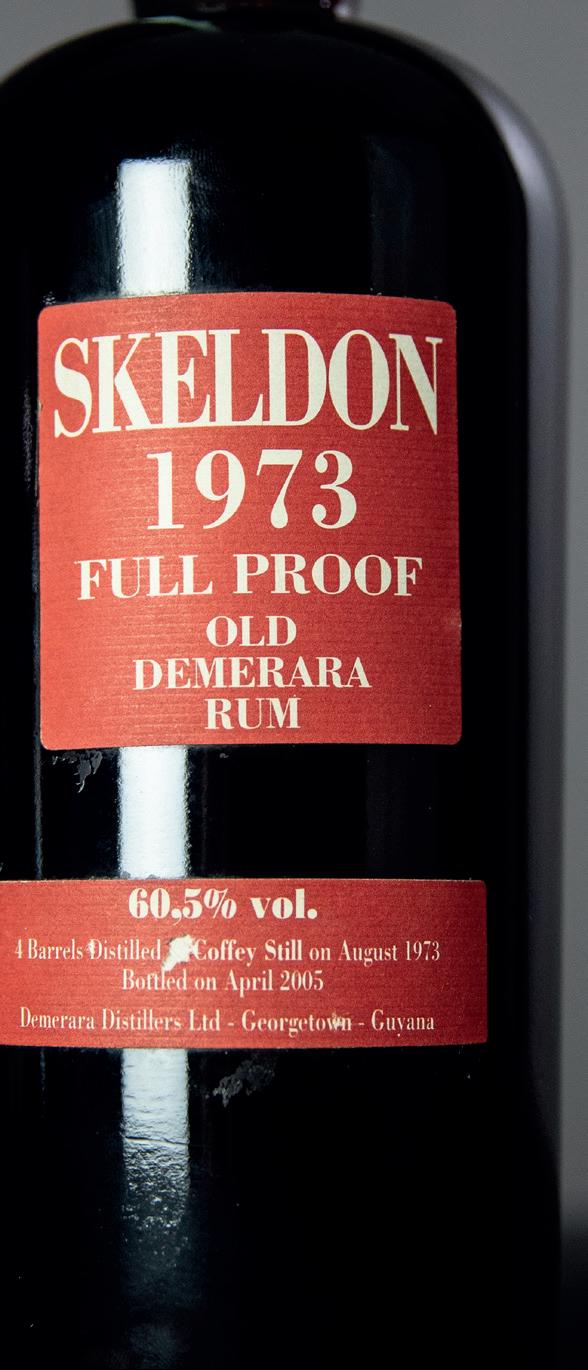 SKELDON
1973
FULL PROOF
OLD
DEMERARA
RUM
60,5% vol.
4 Barrels Distilled Coffey Still on August 1973
Bottled on April 2005
Demerara Distillers Ltd - Georgetown - Guyana